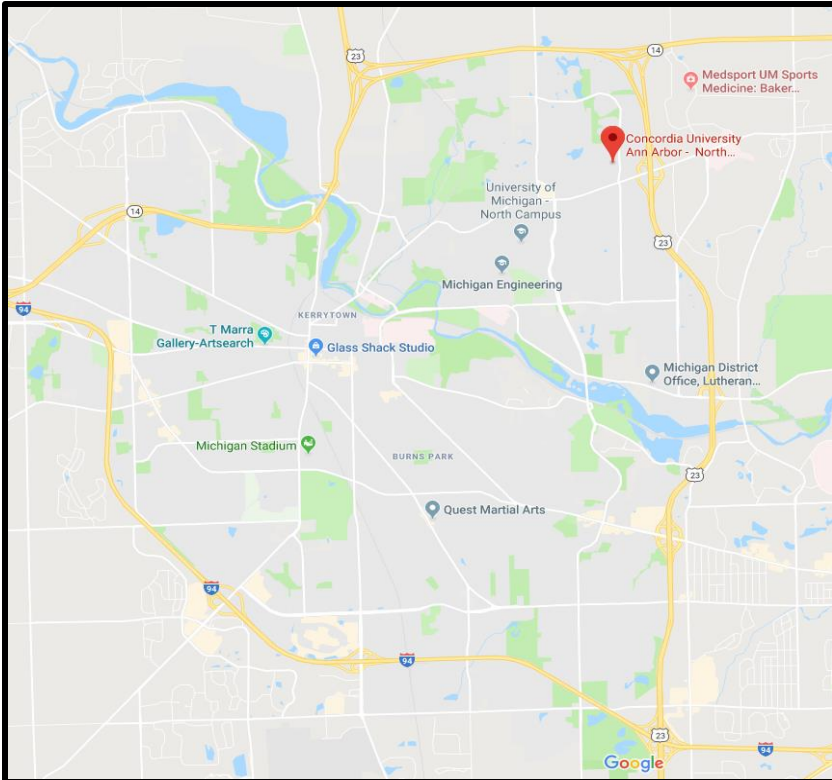 23
14
Medsport UM Sports
Medicine: Baker...
Concordia University
Ann Arbor - North...
University of
Michigan -
North Campus
14
23
Michigan Engineering
94
KERRYTOWN
T Marra
Gallery-Artsearch
Glass Shack Studio
Michigan District
Office, Lutheran...
Michigan Stadium
BURNS PARK
23
Quest Martial Arts
94
94
23
94
Google